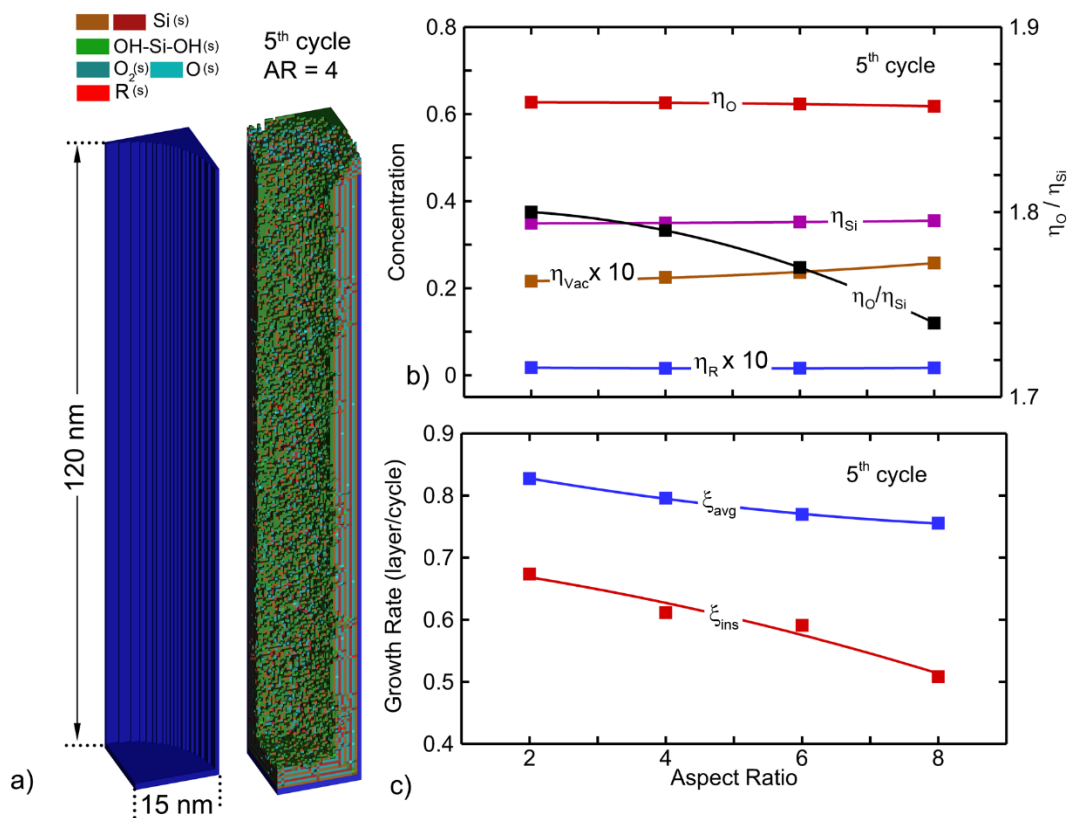 Si(s)
OH-Si-OH(s)
O2(s) O(s)
R(s)
5th cycle
AR = 4
120 nm
15 nm
a)
0.8
0.6
0.4
0.2
0
Concentration
5th cycle
ηO
ηSi
ηVac x 10
ηO/ηSi
ηR x 10
1.9
1.8
1.7
ηO / ηSi
b)
0.9
0.8
0.7
0.6
0.5
0.4
Growth Rate (layer/cycle)
5th cycle
ξavg
ξins
2 4 6 8
Aspect Ratio
c)